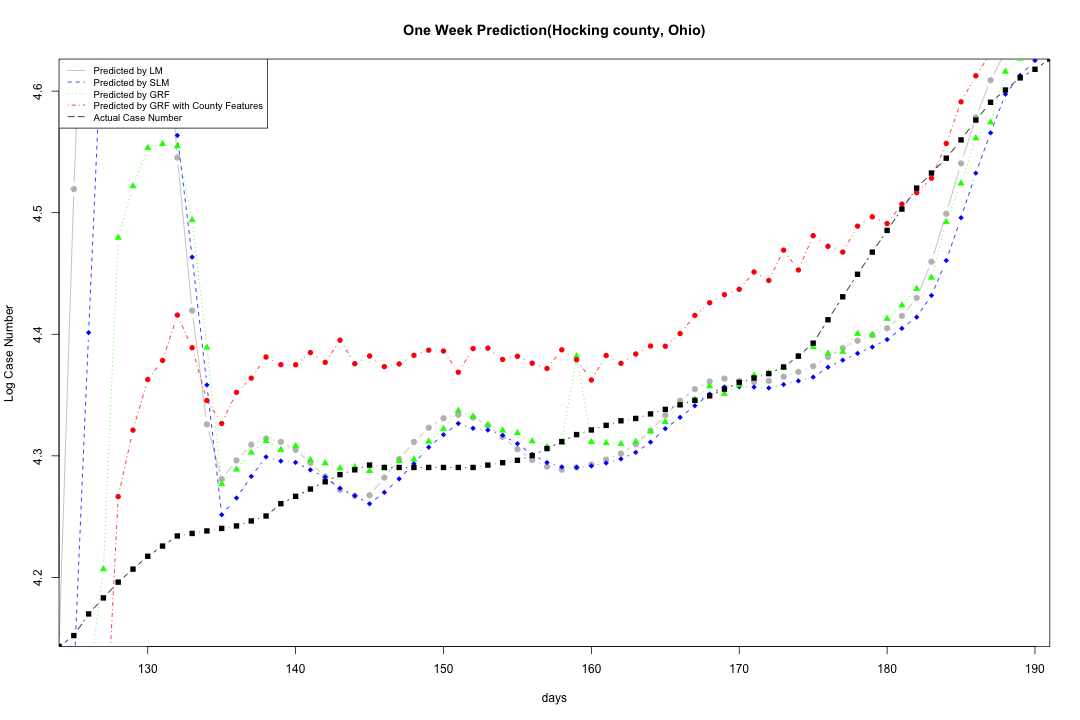 One Week Prediction(Hocking county, Ohio)
Predicted by LM
Predicted by SLM
Predicted by GRF
Predicted by GRF with County Features
Actual Case Number
Log Case Number
4.6
4.5
4.4
4.3
4.2
130 140 150 160 170 180 190
days